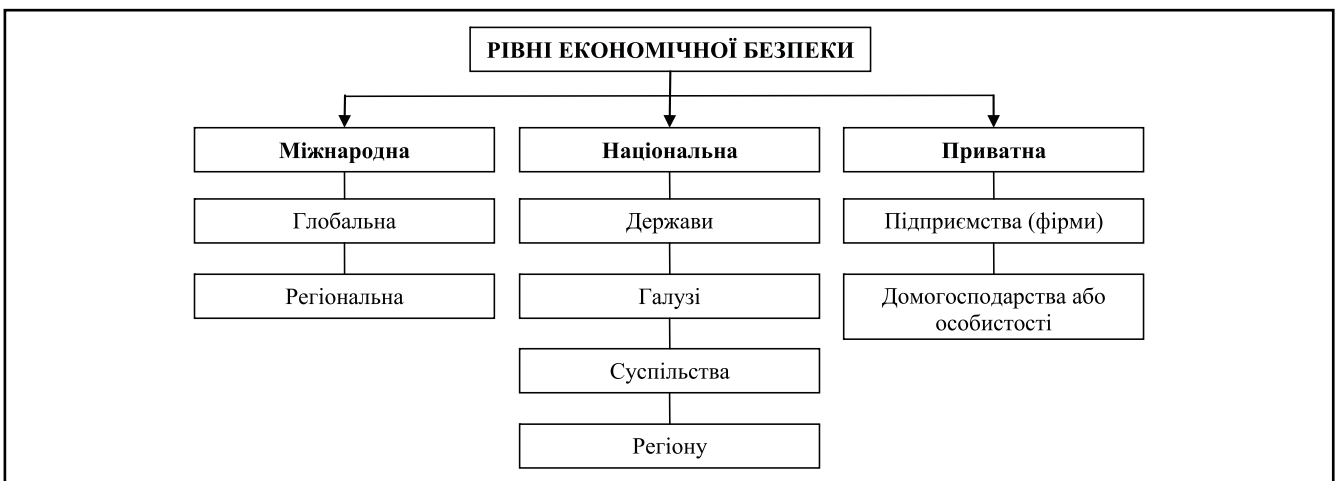 РІВНІ ЕКОНОМІЧНОЇ БЕЗПЕКИ
Міжнародна
Глобальна
Регіональна
Національна
Держави
Галузі
Суспільства
Регіону
Приватна
Підприємства (фірми)
Домогосподарства або
особистості